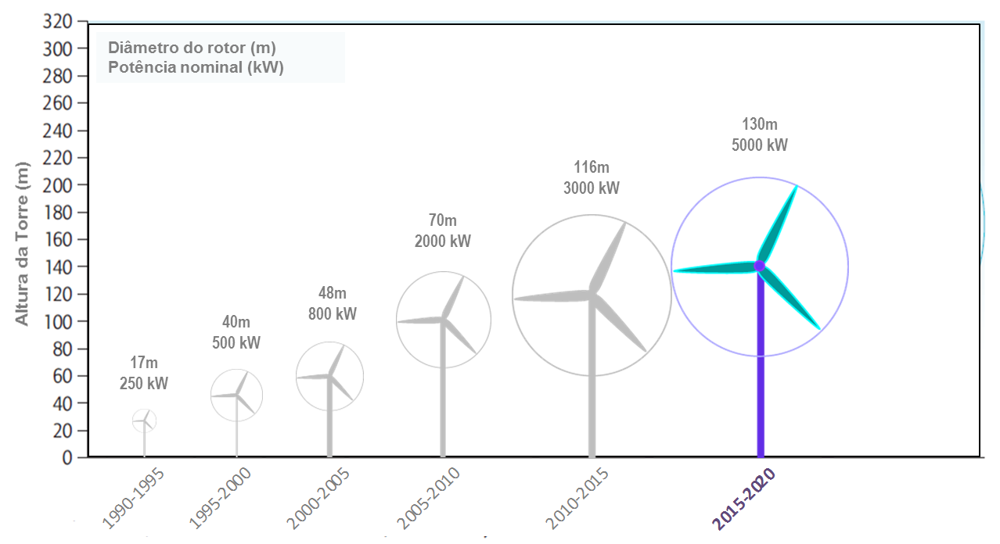 320
300
280
260
240
220
200
180
160
140
120
100
80
60
40
20
0
Altura da Torre (m)
Diâmetro do rotor (m)
Potência nominal (kW)
17m
250 kW
40m
500 kW
48m
800 kW
70m
2000 kW
116m
3000 kW
130m
5000 kW
1990-1995
1995-2000
2000-2005
2005-2010
2010-2015
2015-2020